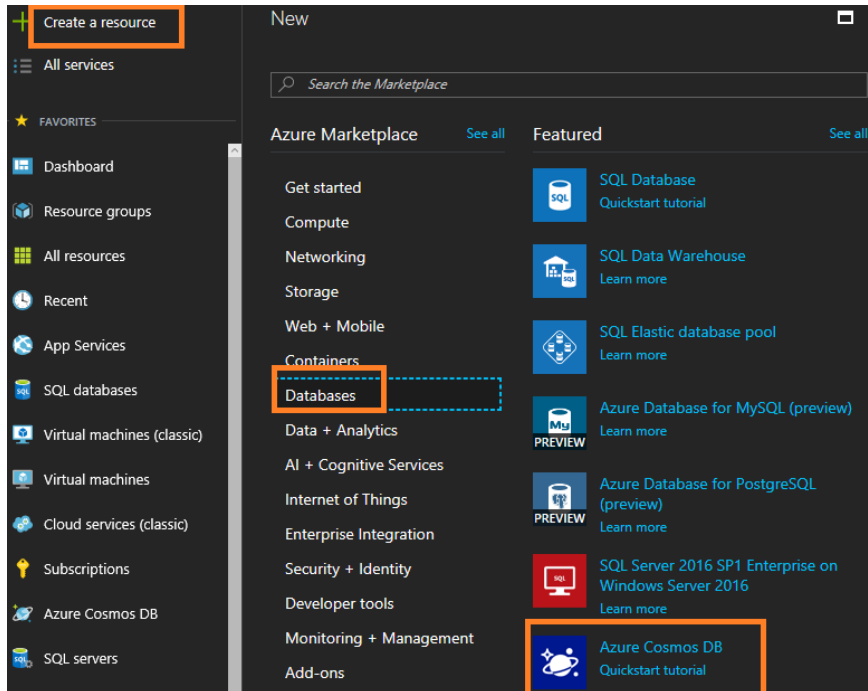 Create a resource
All services
FAVORITES
Dashboard
Resource groups
All resources
Recent
App Services
SQL databases
Virtual machines (classic)
Virtual machines
Cloud services (classic)
Subscriptions
Azure Cosmos DB
SQL servers
New
Search the Marketplace
Azure Marketplace
See all
Get started
Compute
Networking
Storage
Web + Mobile
Containers
Databases
Data + Analytics
AI + Cognitive Services
Internet of Things
Enterprise Integration
Security + Identity
Developer tools
Monitoring + Management
Add-ons
Featured
See all
SQL
SQL Database
Quickstart tutorial
SQL
SQL Data Warehouse
Learn more
SQL Elastic database pool
Learn more
My
PREVIEW
Azure Database for MySQL (preview)
Learn more
PREVIEW
Azure Database for PostgreSQL
(preview)
Learn more
SQL
SQL Server 2016 SP1 Enterprise on
Windows Server 2016
Learn more
Azure Cosmos DB
Quickstart tutorial